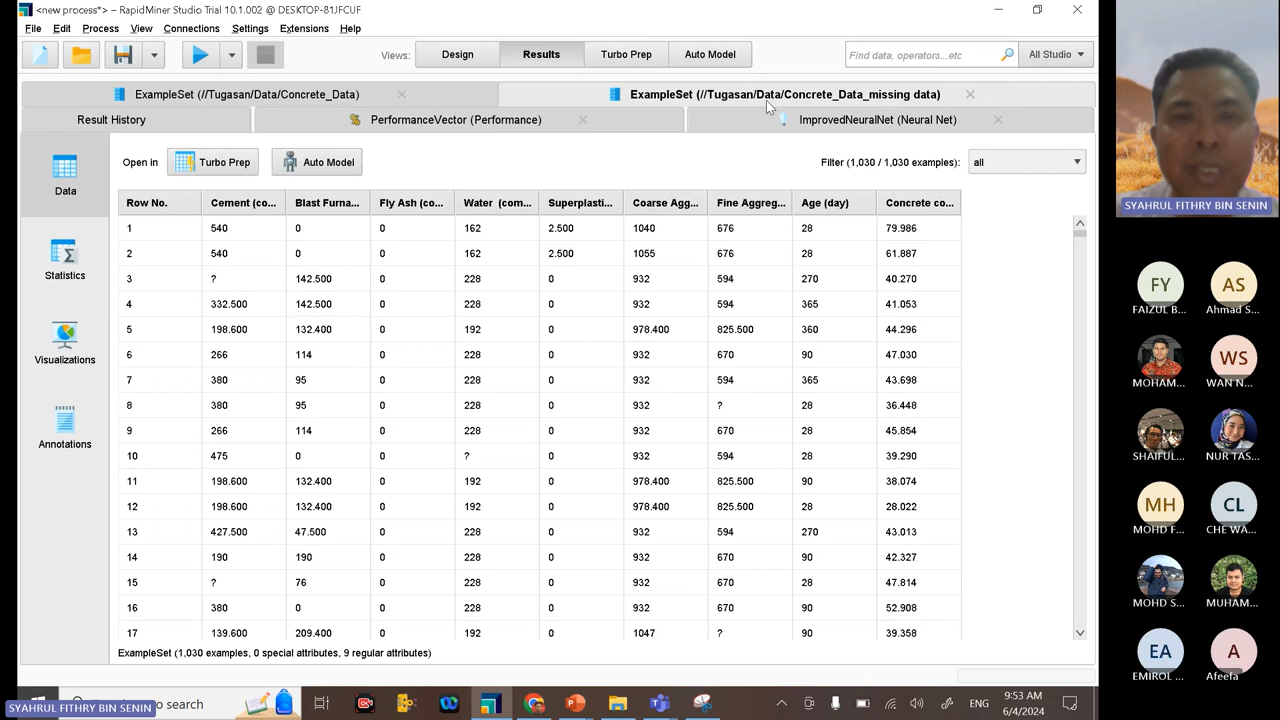 <new process*> – RapidMiner Studio Trial 10.1.002 @ DESKTOP-81JFCUF
File Edit Process View Connections Settings Extensions Help
Views: Design Results Turbo Prep Auto Model Find data, operators...etc All Studio
ExampleSet (//Tugasan/Data/Concrete_Data) ExampleSet (//Tugasan/Data/Concrete_Data_missing data)
Result History PerformanceVector (Performance) ImprovedNeuralNet (Neural Net)
Open in Turbo Prep Auto Model Filter (1,030 / 1,030 examples): all
Data
Statistics
Visualizations
Annotations
Row No. Cement (co... Blast Furna... Fly Ash (co... Water (com... Superplasti... Coarse Agg... Fine Aggreg... Age (day) Concrete co...
1 540 0 0 162 2.500 1040 676 28 79.986
2 540 0 0 162 2.500 1055 676 28 61.887
3 ? 142.500 0 228 0 932 594 270 40.270
4 332.500 142.500 0 228 0 932 594 365 41.053
5 198.600 132.400 0 192 0 978.400 825.500 360 44.296
6 266 114 0 228 0 932 670 90 47.030
7 380 95 0 228 0 932 594 365 43.698
8 380 95 0 228 0 932 ? 28 36.448
9 266 114 0 228 0 932 670 28 45.854
10 475 0 0 ? 0 932 594 28 39.290
11 198.600 132.400 0 192 0 978.400 825.500 90 38.074
12 198.600 132.400 0 192 0 978.400 825.500 28 28.022
13 427.500 47.500 0 228 0 932 594 270 43.013
14 190 190 0 228 0 932 670 90 42.327
15 ? 76 0 228 0 932 670 28 47.814
16 380 0 0 228 0 932 670 90 52.908
17 139.600 209.400 0 192 0 1047 ? 90 39.358
ExampleSet (1,030 examples, 0 special attributes, 9 regular attributes)
SYAHRUL FITHRY BIN SENIN
FY AS
FAIZUL B... Ahmad S...
WS
MOHAM... WAN N...
SHAIFUL... NUR TAS...
MH CL
MOHD F... CHE WA...
MOHD S... MUHAM...
EA A
EMIROL ... Afeefa
SYAHRUL FITHRY BIN SENIN to search
ENG 9:53 AM
6/4/2024